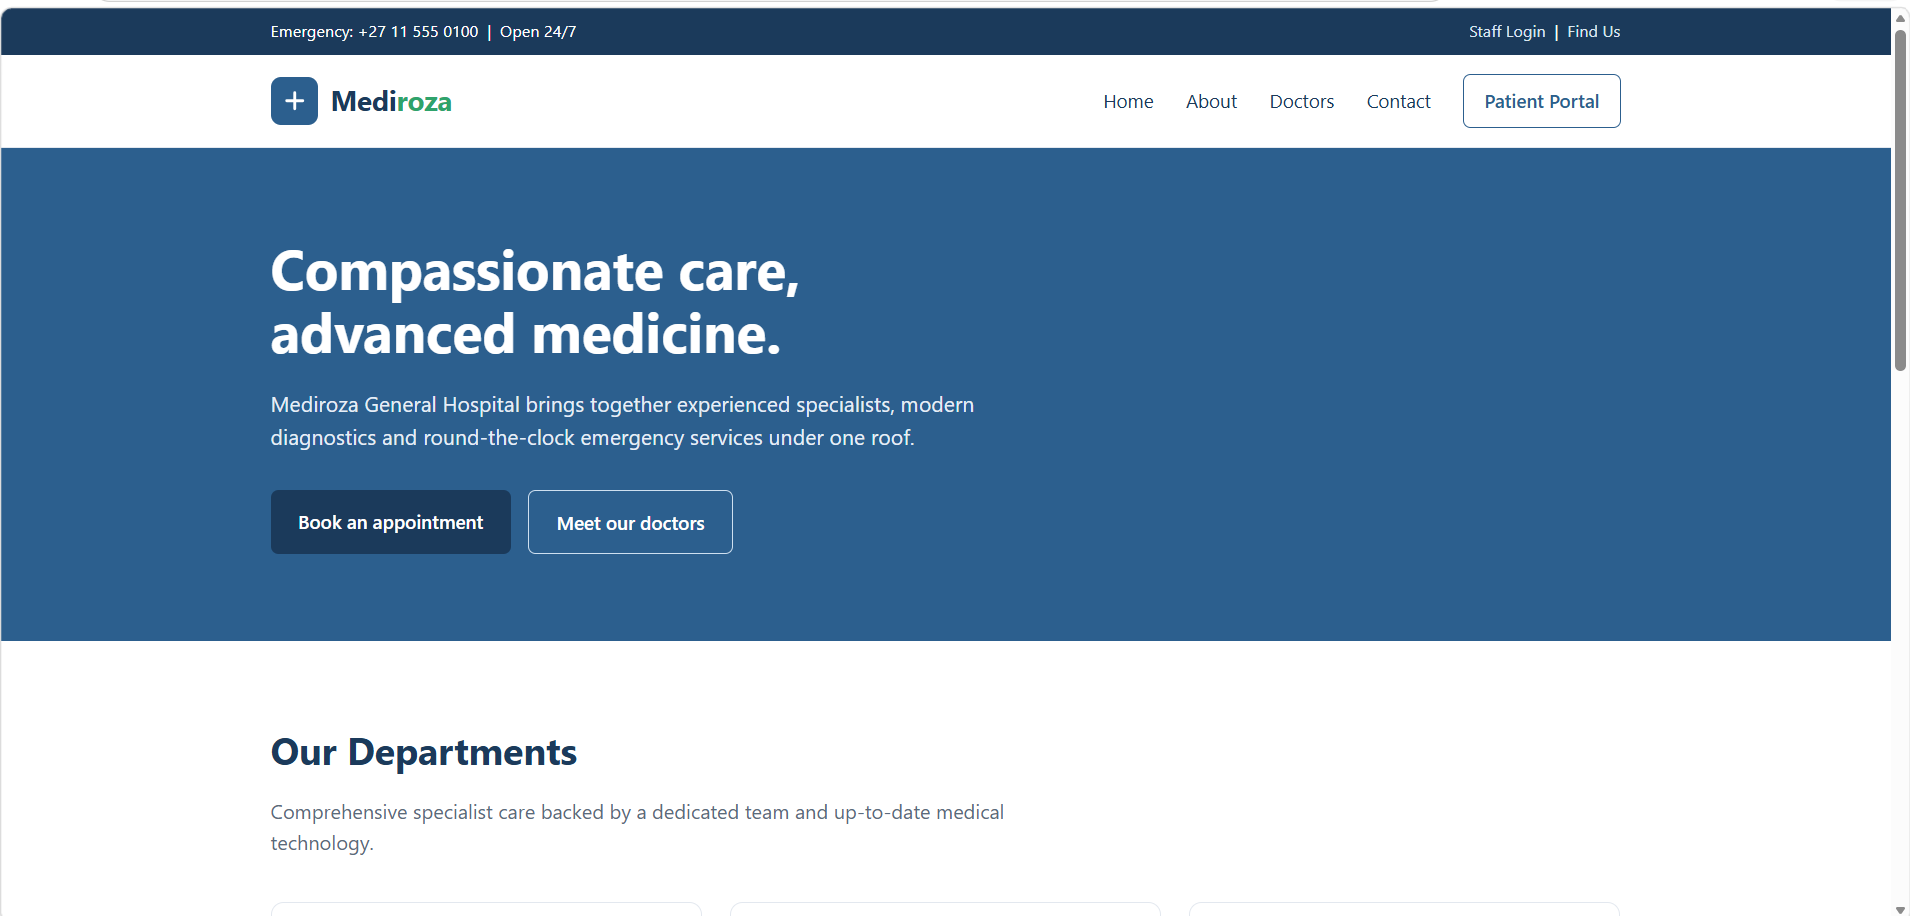 Emergency: +27 11 555 0100 | Open 24/7
Staff Login | Find Us
Mediroza
Home
About
Doctors
Contact
Patient Portal
Compassionate care,
advanced medicine.
Mediroza General Hospital brings together experienced specialists, modern
diagnostics and round-the-clock emergency services under one roof.
Book an appointment
Meet our doctors
Our Departments
Comprehensive specialist care backed by a dedicated team and up-to-date medical
technology.